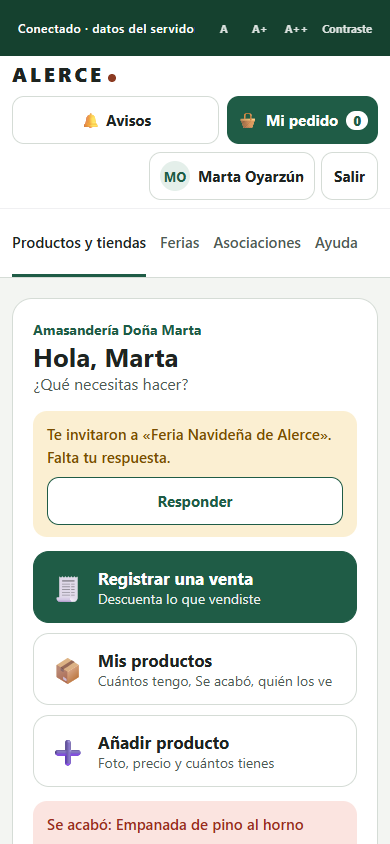 Conectado · datos del servido
A A+ A++ Contraste
ALERCE
Avisos
Mi pedido 0
MO Marta Oyarzún
Salir
Productos y tiendas Ferias Asociaciones Ayuda
Amasandería Doña Marta
Hola, Marta
¿Qué necesitas hacer?
Te invitaron a «Feria Navideña de Alerce».
Falta tu respuesta.
Responder
Registrar una venta
Descuenta lo que vendiste
Mis productos
Cuántos tengo, Se acabó, quién los ve
Añadir producto
Foto, precio y cuántos tienes
Se acabó: Empanada de pino al horno